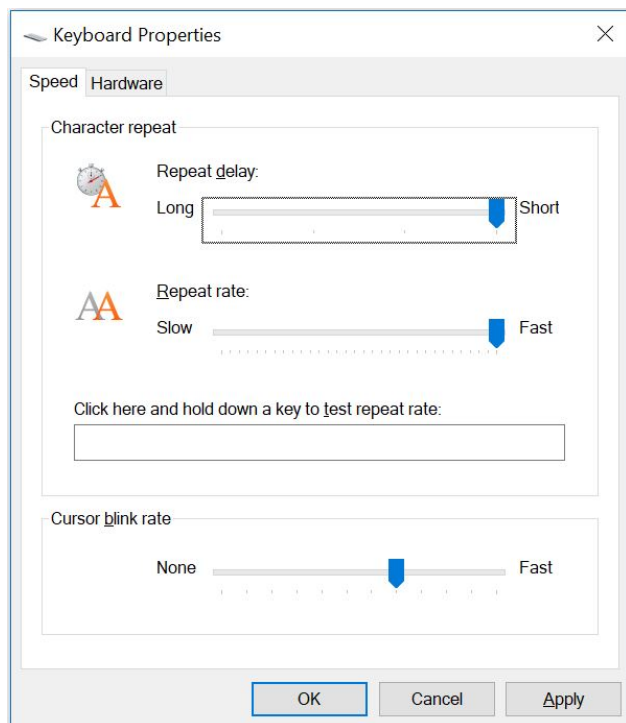 Keyboard Properties
Speed Hardware
Character repeat
Repeat delay:
Long Short
Repeat rate:
Slow Fast
Click here and hold down a key to test repeat rate:
Cursor blink rate
None Fast
OK Cancel Apply